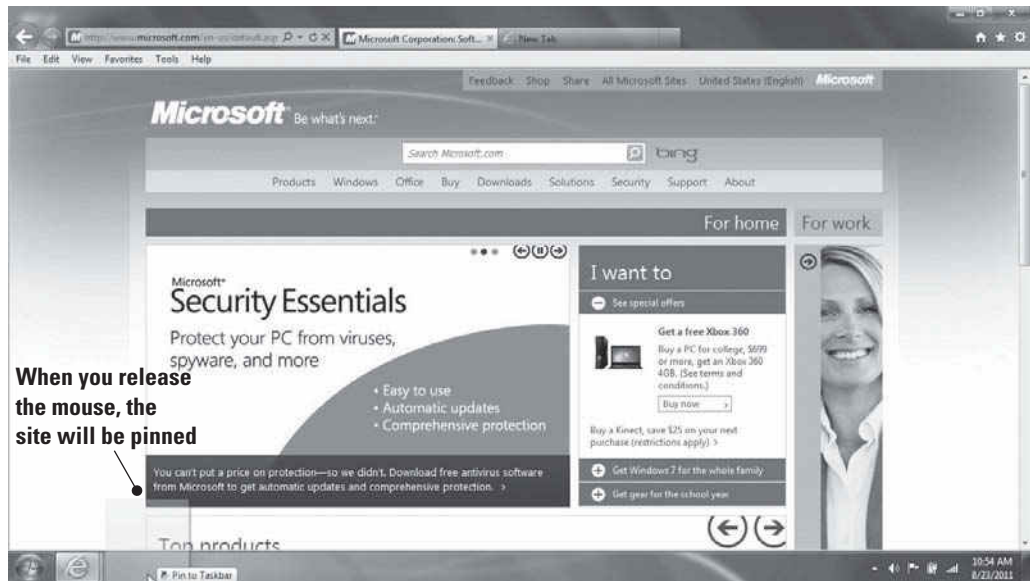 microsoft.com
Microsoft Corporation: Soft...
New Tab
File Edit View Favorites Tools Help
Feedback Shop Share All Microsoft Sites United States (English) Microsoft
Microsoft Be what's next.™
Search Microsoft.com bing
Products Windows Office Buy Downloads Solutions Security Support About
For home For work
Microsoft®
Security Essentials
Protect your PC from viruses,
spyware, and more
• Easy to use
• Automatic updates
• Comprehensive protection
You can't put a price on protection—so we didn't. Download free antivirus software
from Microsoft to get automatic updates and comprehensive protection. >
I want to
See special offers
Get a free Xbox 360
Buy a PC for college, $699
or more, get an Xbox 360
4GB. (See terms and
conditions.)
Buy now >
Buy a Kinect, save $25 on your next
purchase (restrictions apply) >
Get Windows 7 for the whole family
Get gear for the school year
When you release
the mouse, the
site will be pinned
Top products
Pin to Taskbar
10:54 AM
8/23/2011